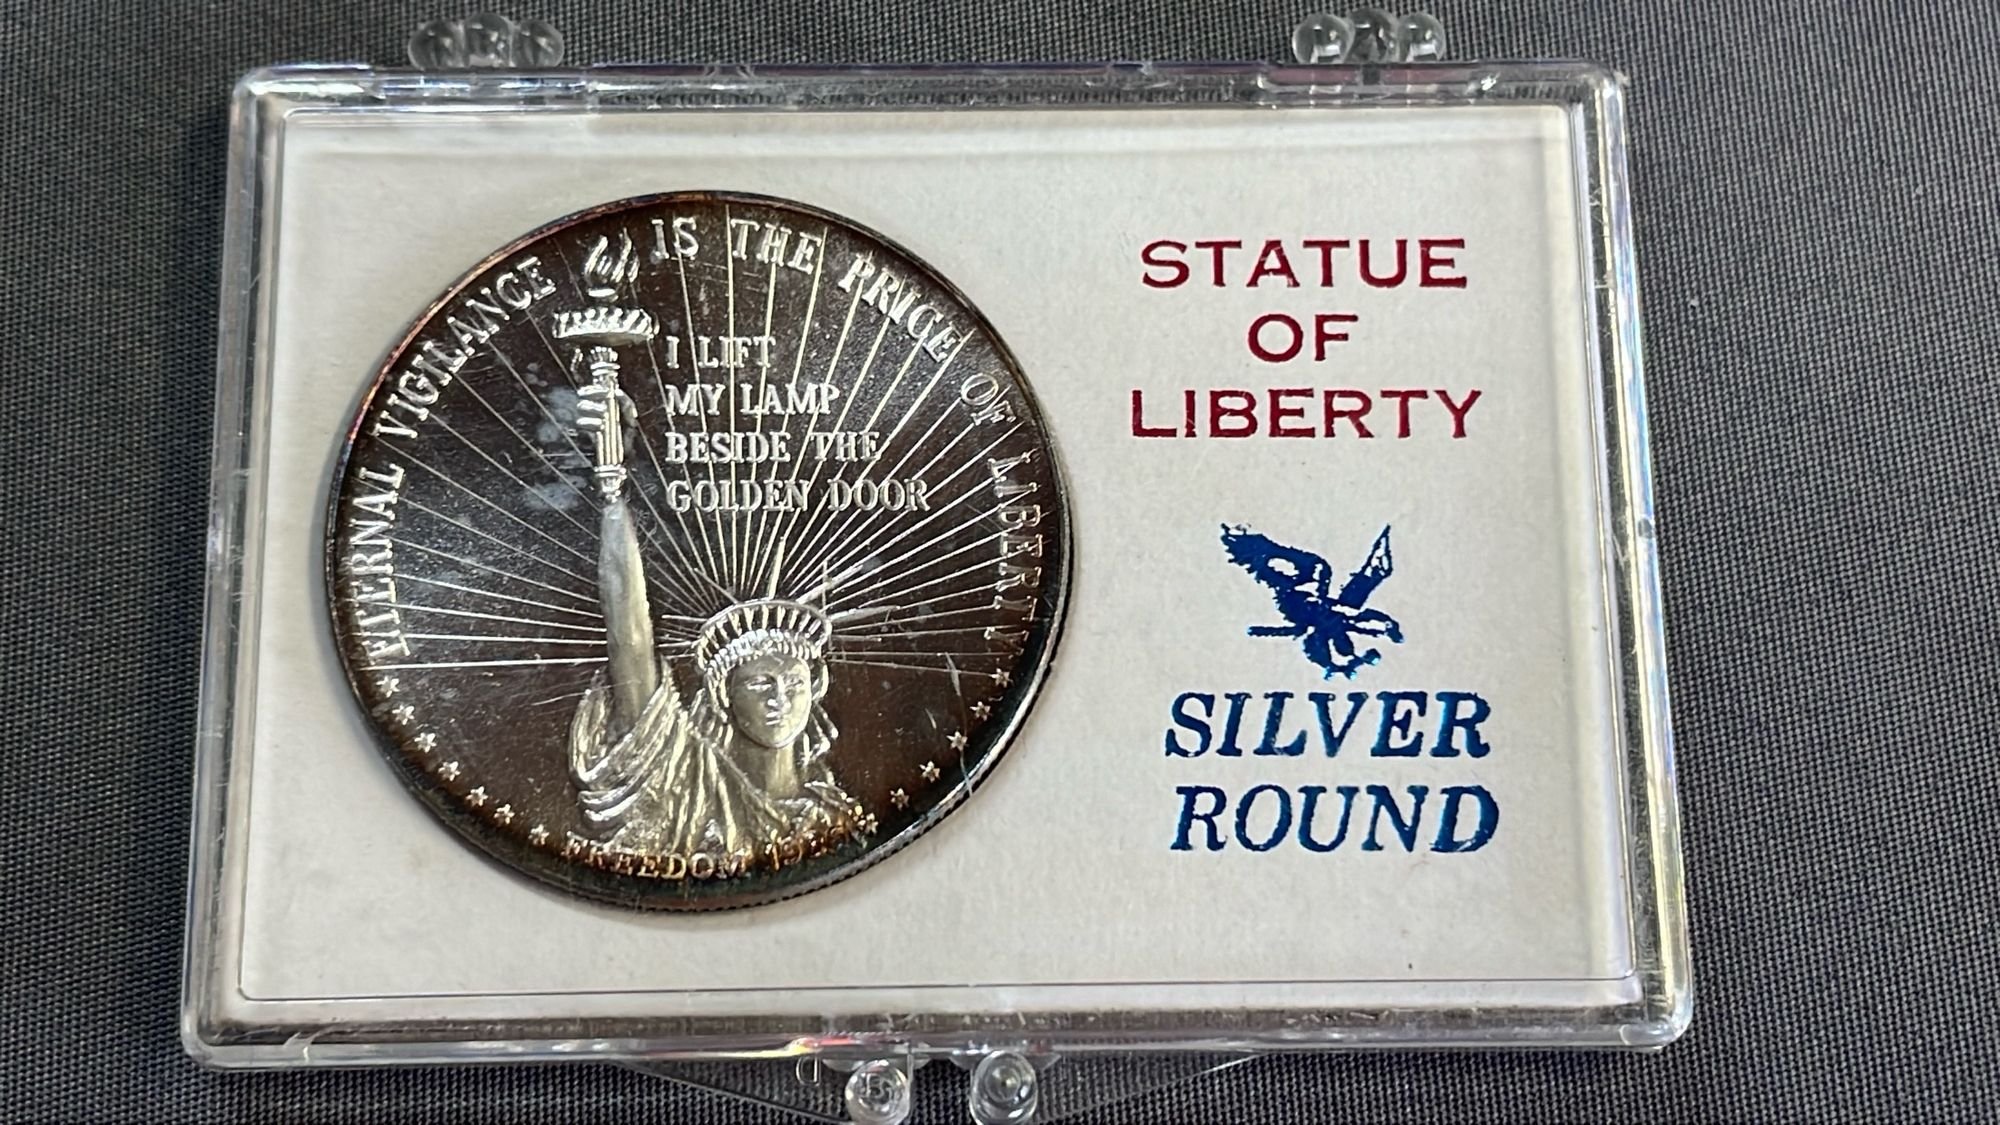 ETERNAL VIGILANCE IS THE PRICE OF LIBERTY
I LIFT
MY LAMP
BESIDE THE
GOLDEN DOOR
FREEDOM
STATUE
OF
LIBERTY
SILVER
ROUND